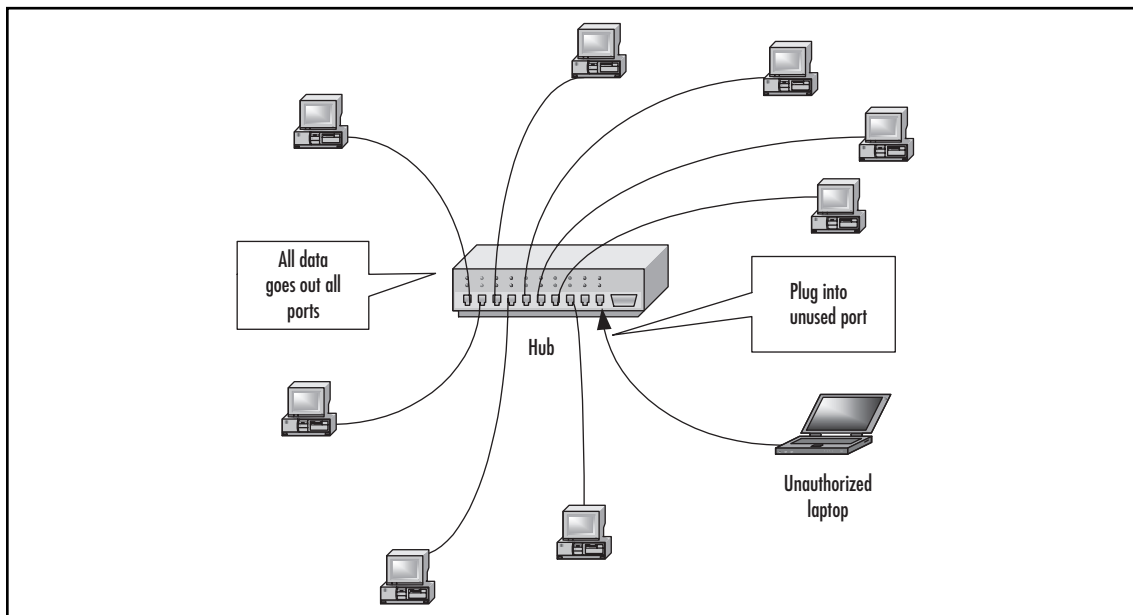 All data
goes out all
ports
Hub
Plug into
unused port
Unauthorized
laptop